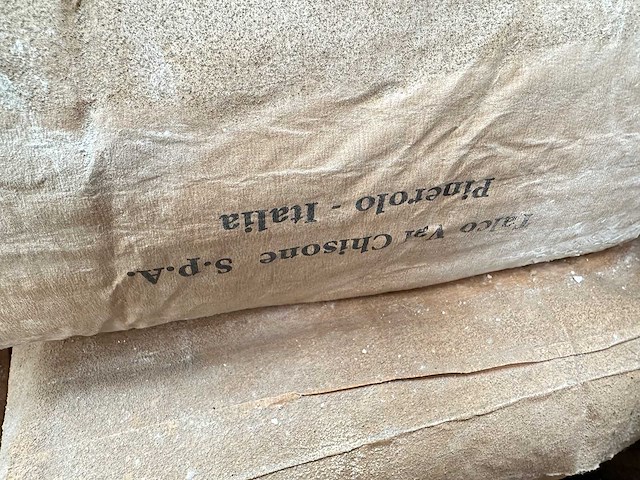 Talco Val Chisone S.p.A.
Pinerolo - Italia